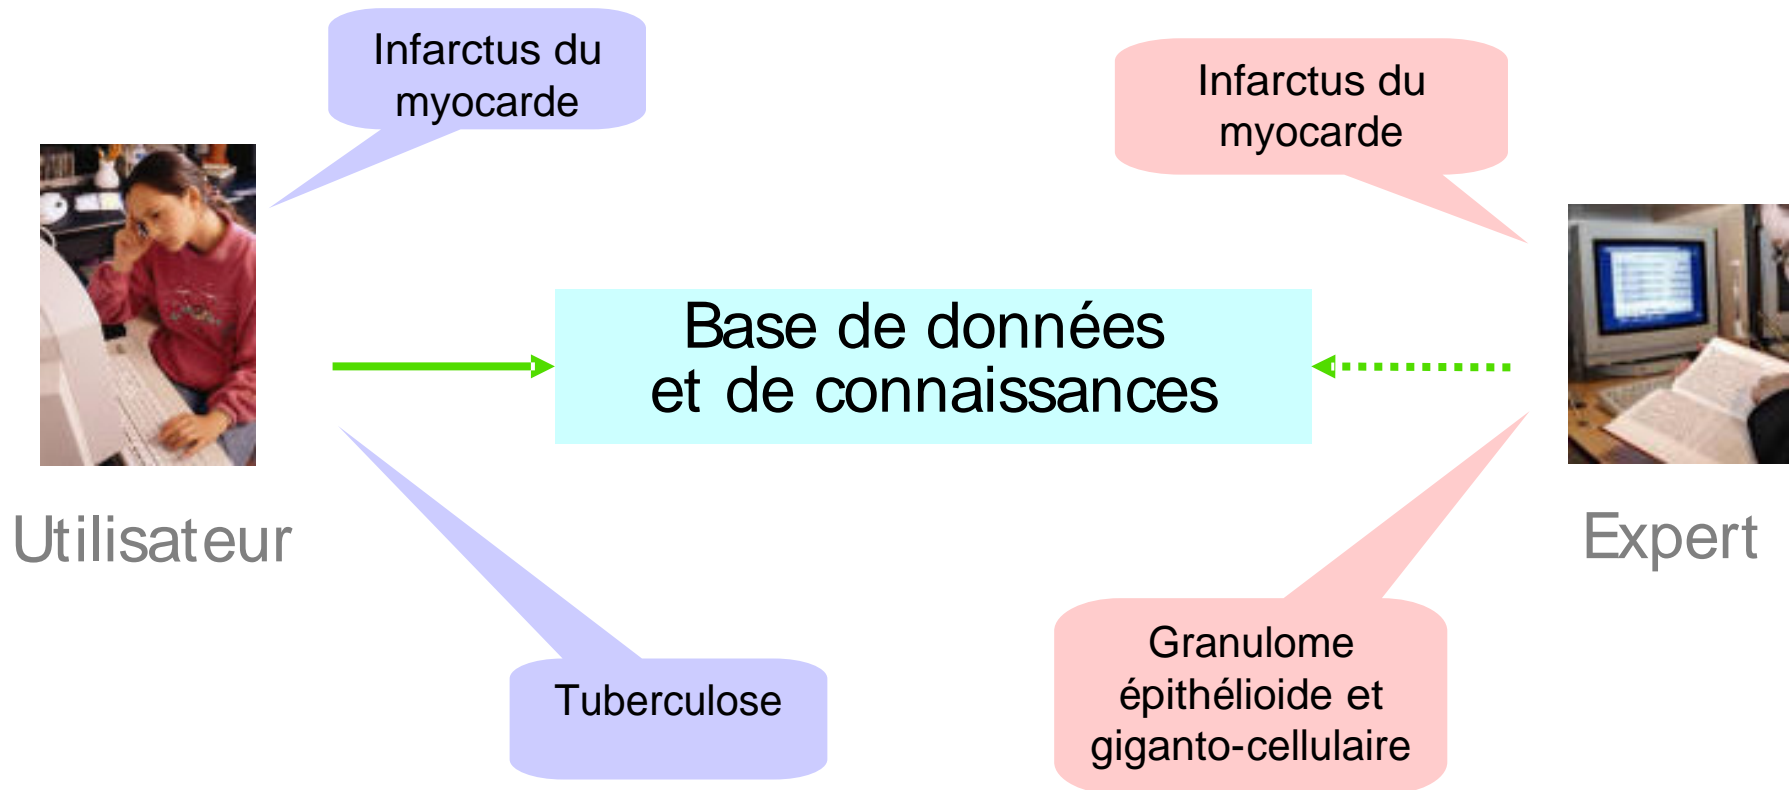 Infarctus du
myocarde
Infarctus du
myocarde
Base de données
et de connaissances
Utilisateur
Expert
Tuberculose
Granulome
épithélioide et
giganto-cellulaire